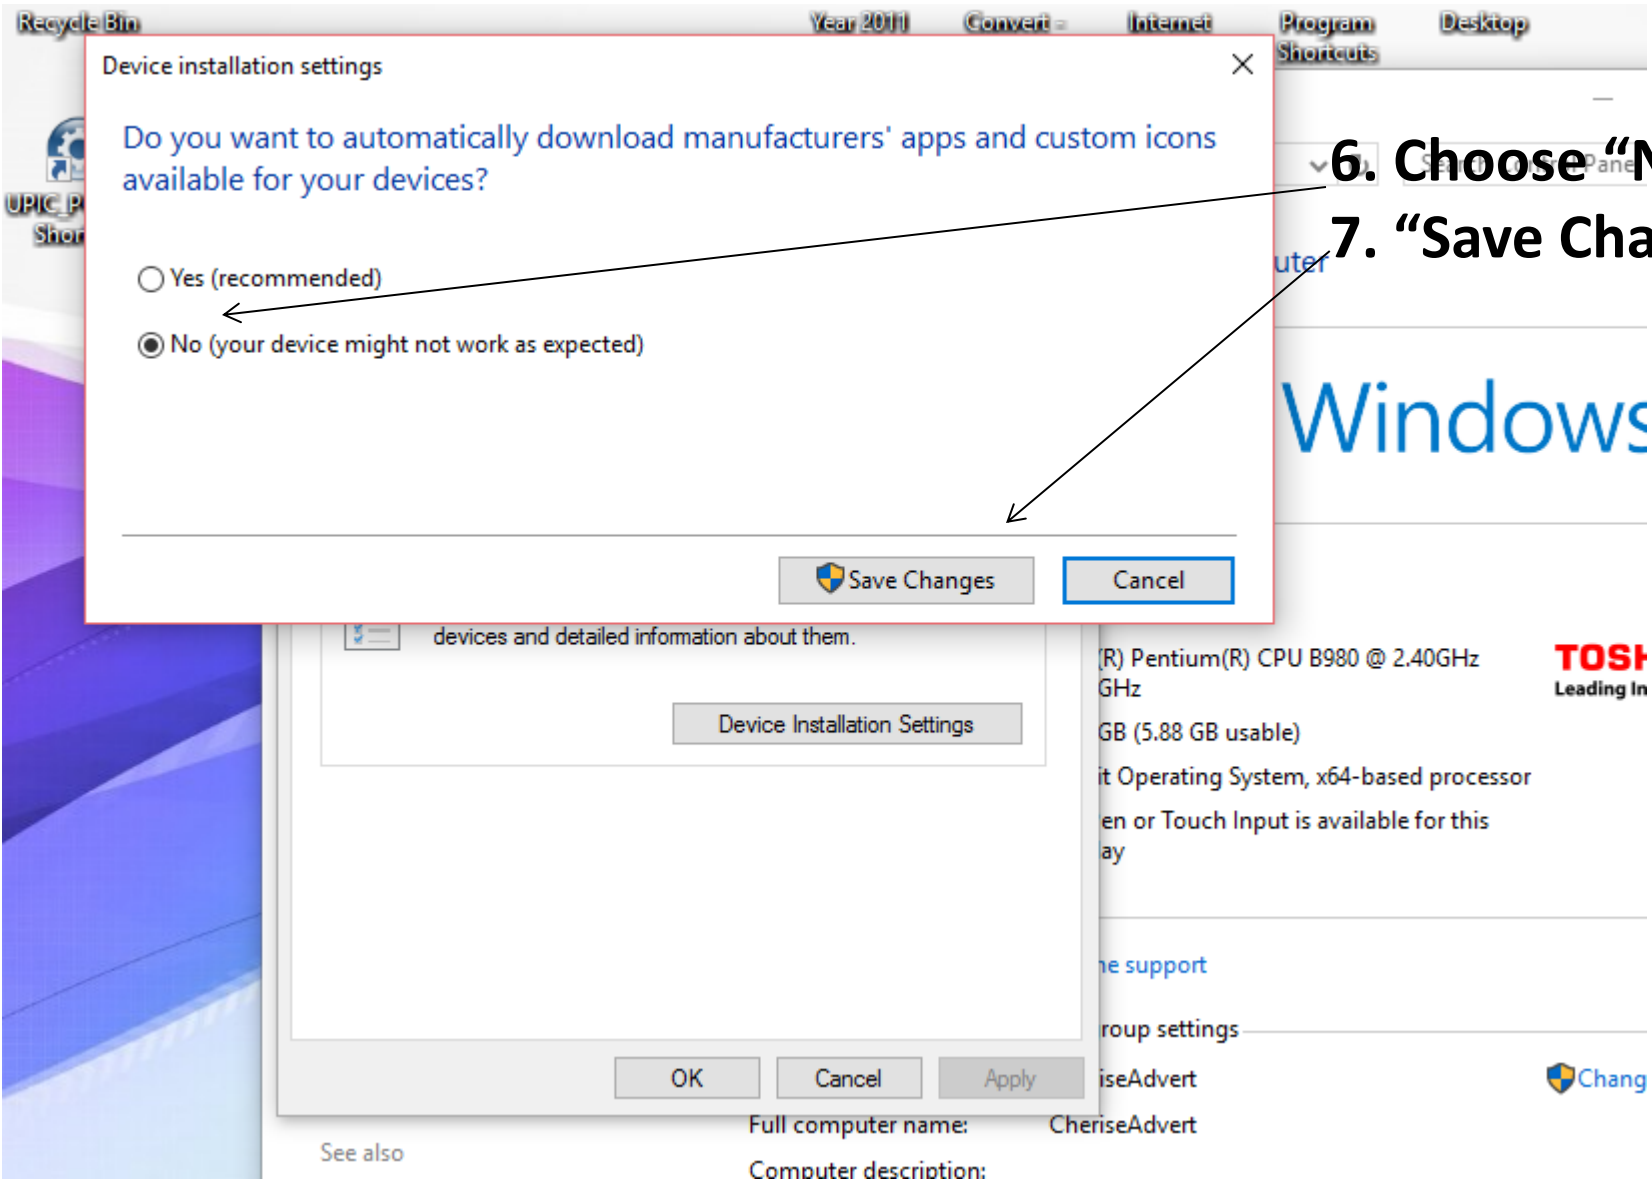 Recycle Bin
Year 2011
Convert -
Internet
Program
Shortcuts
Desktop
Device installation settings
Do you want to automatically download manufacturers' apps and custom icons
available for your devices?
6. Choose “N
7. “Save Cha
Yes (recommended)
No (your device might not work as expected)
Save Changes
Cancel
Windows
devices and detailed information about them.
Device Installation Settings
(R) Pentium(R) CPU B980 @ 2.40GHz
GHz
GB (5.88 GB usable)
it Operating System, x64-based processor
en or Touch Input is available for this
ay
TOSH
Leading In
ne support
roup settings
OK
Cancel
Apply
iseAdvert
Chang
Full computer name:
CheriseAdvert
See also
Computer description: